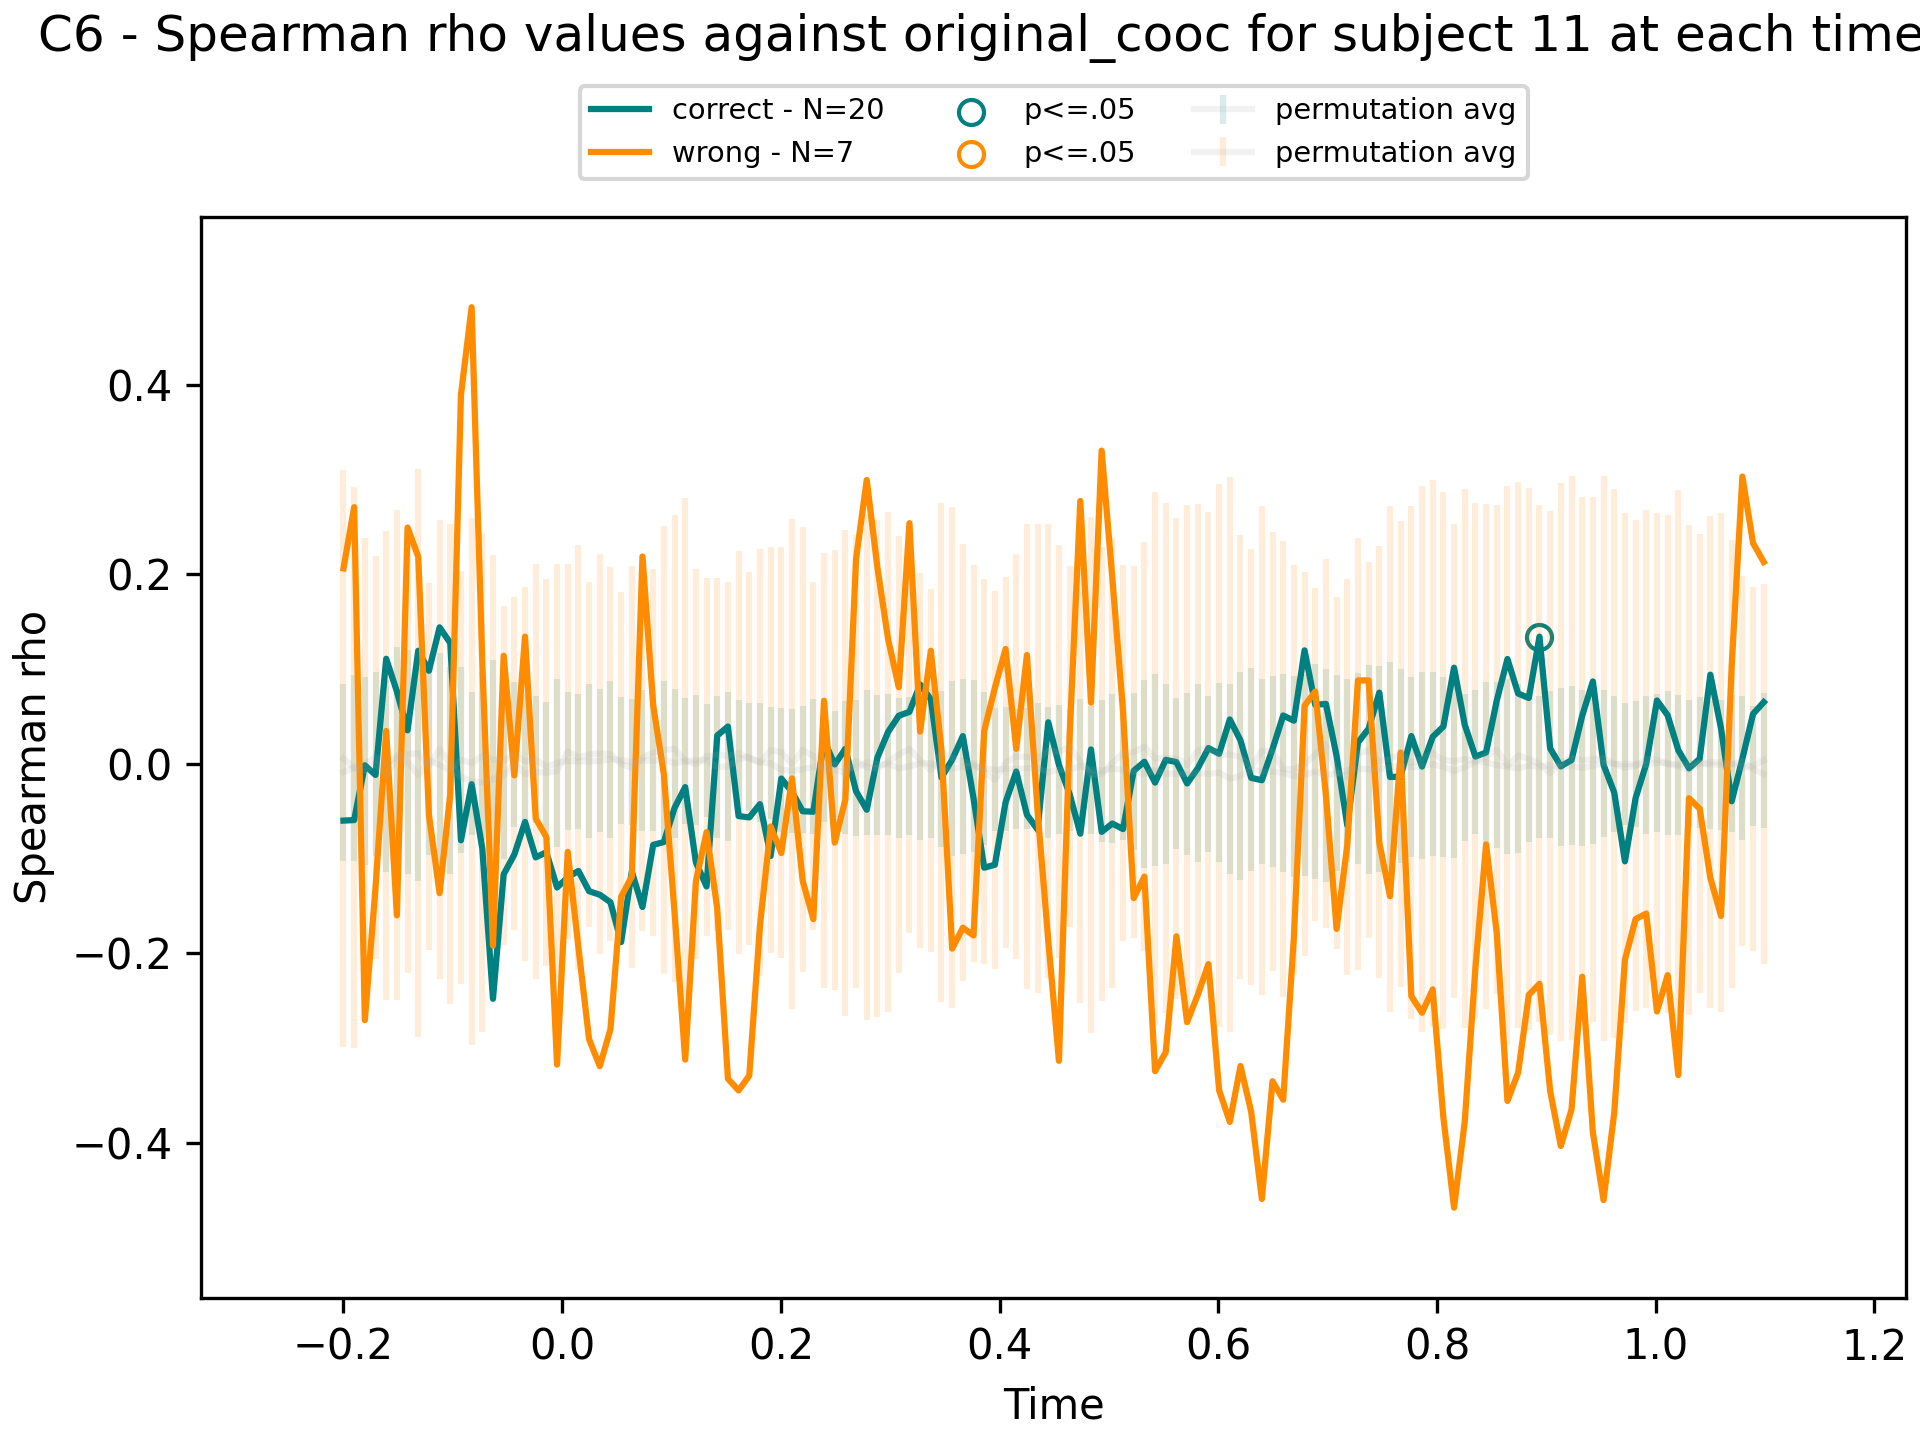 C6 - Spearman rho values against original_cooc for subject 11 at each time
correct - N=20 p<=.05 permutation avg
wrong - N=7 p<=.05 permutation avg
Spearman rho
0.4
0.2
0.0
−0.2
−0.4
−0.2 0.0 0.2 0.4 0.6 0.8 1.0 1.2
Time